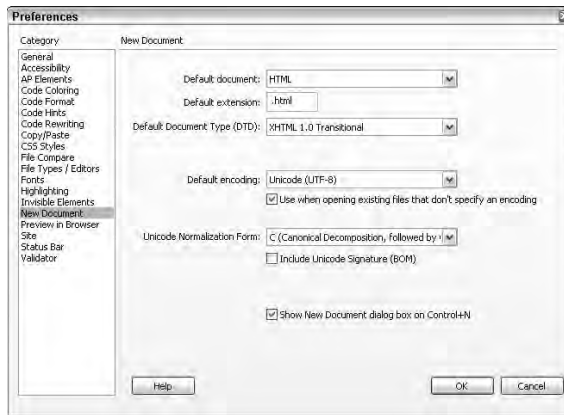 Preferences
Category
New Document
General
Accessibility
AP Elements
Code Coloring
Code Format
Code Hints
Code Rewriting
Copy/Paste
CSS Styles
File Compare
File Types / Editors
Fonts
Highlighting
Invisible Elements
New Document
Preview in Browser
Site
Status Bar
Validator
Default document: HTML
Default extension: .html
Default Document Type (DTD): XHTML 1.0 Transitional
Default encoding: Unicode (UTF-8)
Use when opening existing files that don't specify an encoding
Unicode Normalization Form: C (Canonical Decomposition, followed by
Include Unicode Signature (BOM)
Show New Document dialog box on Control+N
Help
OK
Cancel